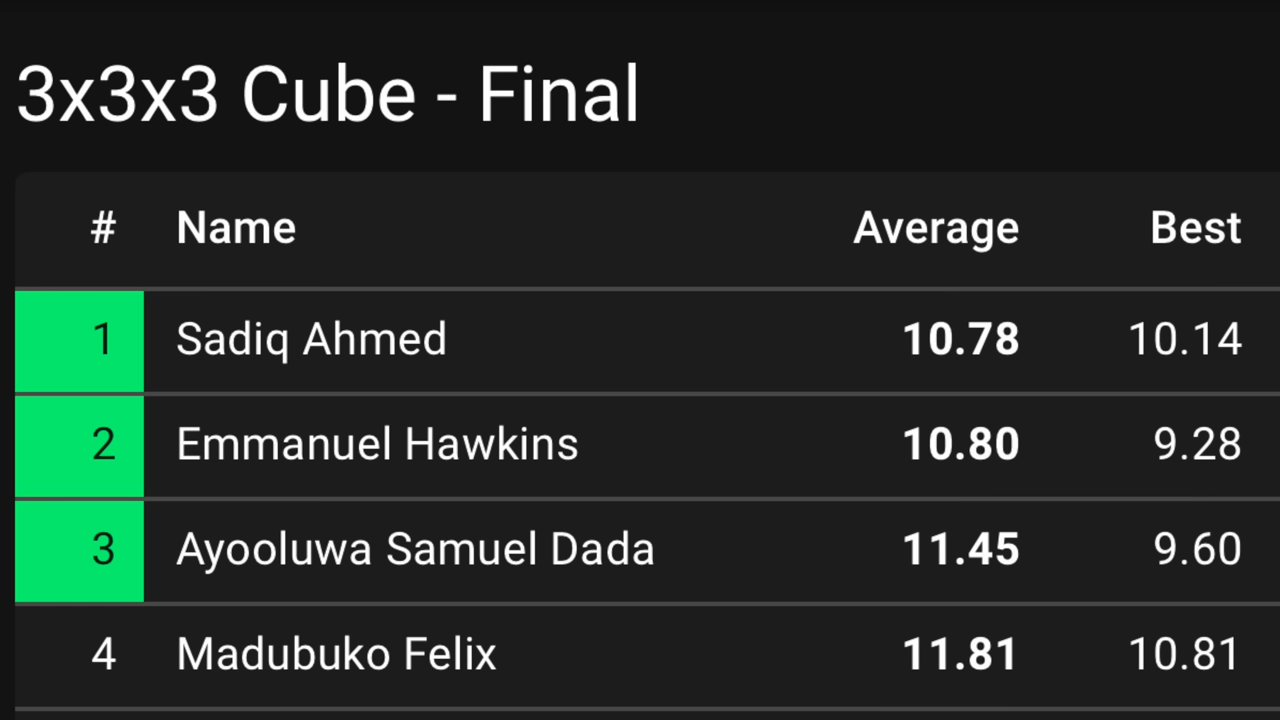 3x3x3 Cube - Final
# Name Average Best
1 Sadiq Ahmed 10.78 10.14
2 Emmanuel Hawkins 10.80 9.28
3 Ayooluwa Samuel Dada 11.45 9.60
4 Madubuko Felix 11.81 10.81